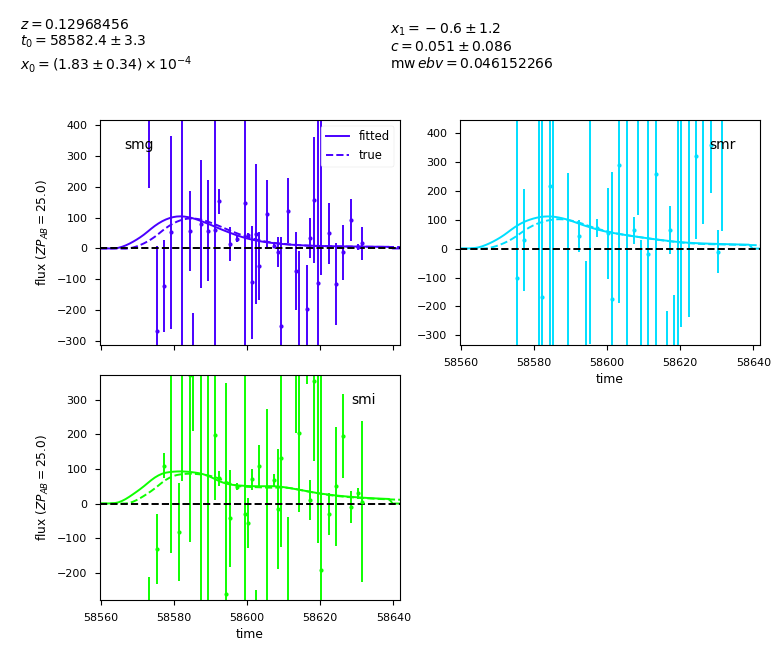 z = 0.12968456
t₀ = 58582.4 ± 3.3
x₀ = (1.83 ± 0.34) × 10⁻⁴
x₁ = −0.6 ± 1.2
c = 0.051 ± 0.086
mw ebv = 0.046152266
smg
fitted
true
400
300
200
100
0
−100
−200
−300
flux (ZP_AB = 25.0)
smr
400
300
200
100
0
−100
−200
−300
58560 58580 58600 58620 58640
time
smi
300
200
100
0
−100
−200
flux (ZP_AB = 25.0)
58560 58580 58600 58620 58640
time